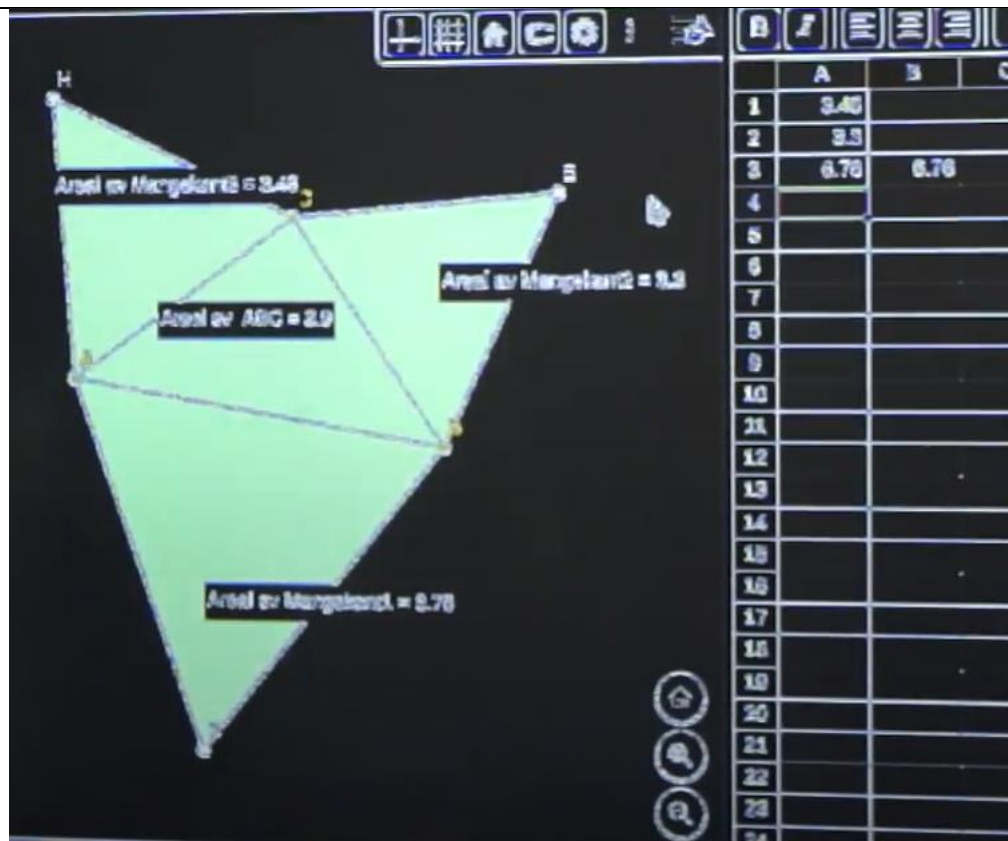 B
A B C
H
1 3.48
2 3.3
3 6.78 6.78
Areal av Mangekant3 = 3.48
C
E
4
5
6
Areal av Mangekant2 = 3.3
7
Areal av ABC = 2.9
8
A
9
10
B
11
12
13
14
15
Areal av Mangekant1 = 6.78
16
17
18
19
20
21
22
23
24